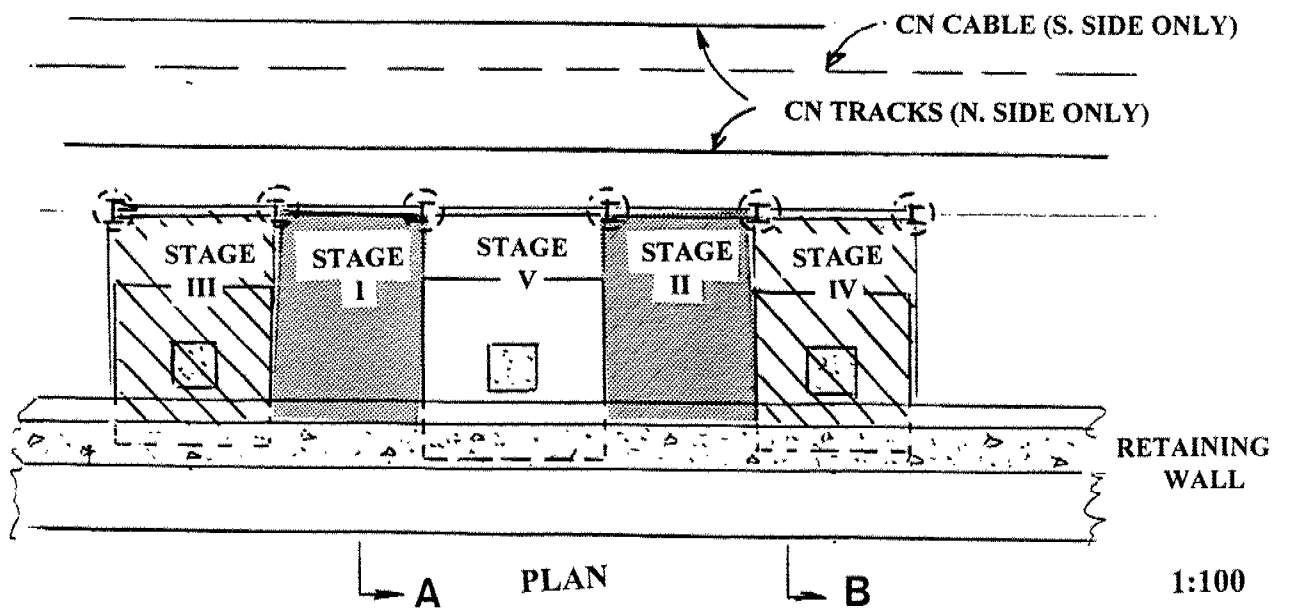 CN CABLE (S. SIDE ONLY)
CN TRACKS (N. SIDE ONLY)
STAGE
III
STAGE
1
STAGE
V
STAGE
II
STAGE
IV
RETAINING
WALL
A
PLAN
B
1:100